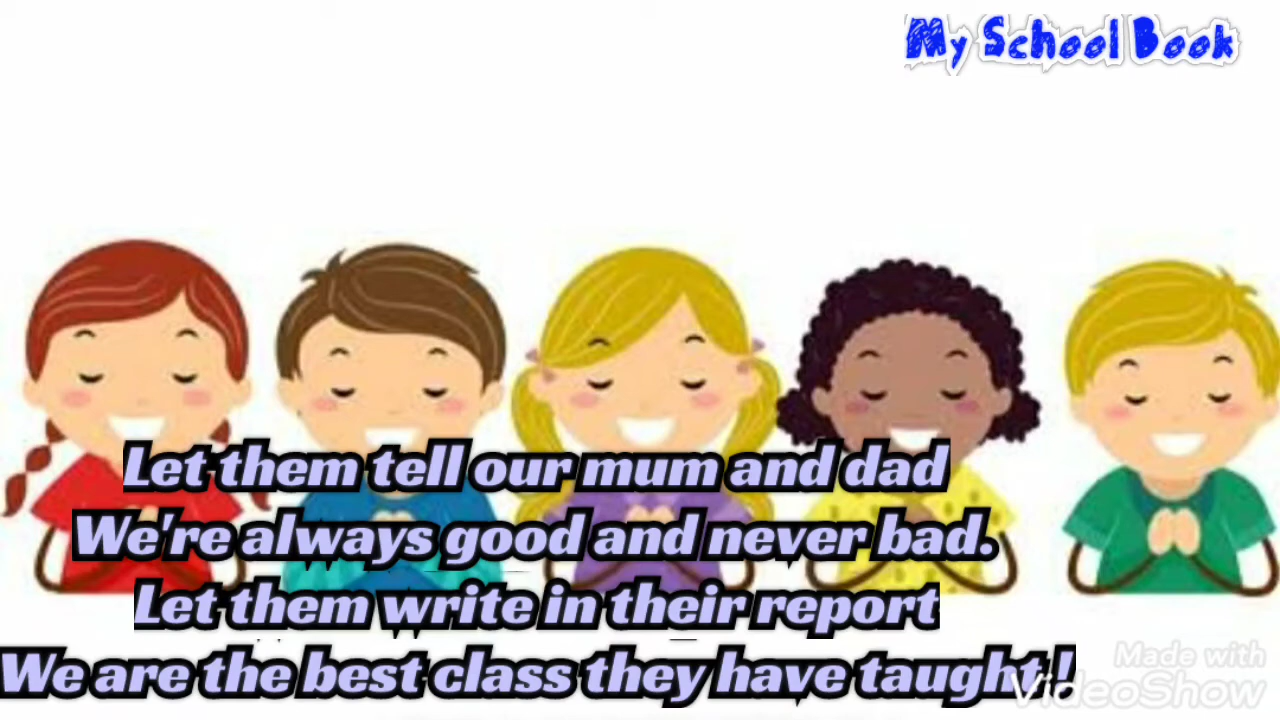 My School Book
Let them tell our mum and dad
We're always good and never bad.
Let them write in their report
We are the best class they have taught!
Made with
VideoShow